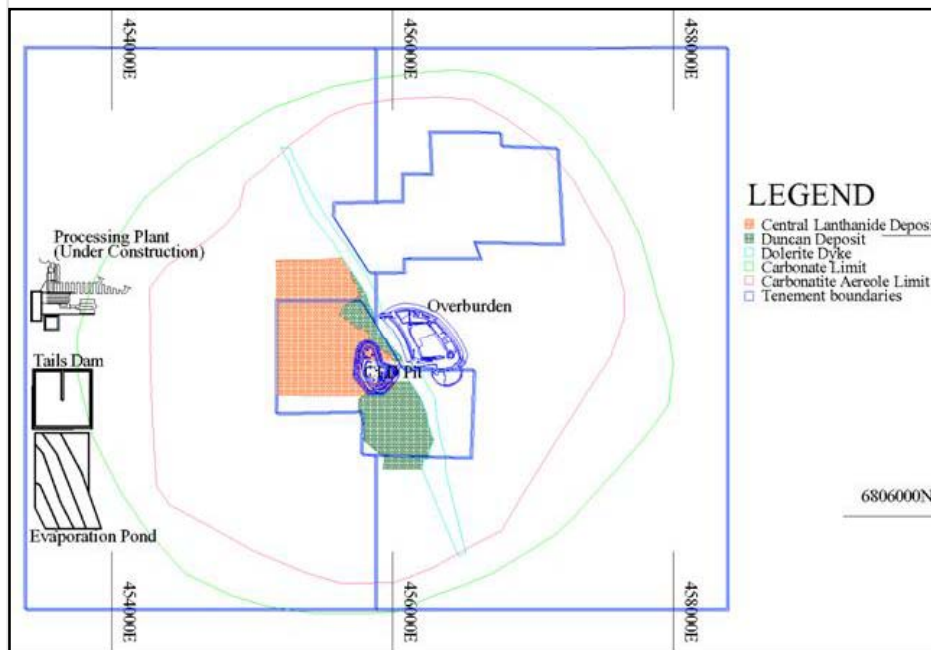 454000E
456000E
458000E
LEGEND
Central Lanthanide Deposi
Duncan Deposit
Dolerite Dyke
Carbonate Limit
Carbonatite Aereole Limit
Tenement boundaries
Processing Plant
(Under Construction)
Overburden
Tails Dam
CLD Pit
6806000N
Evaporation Pond
454000E
456000E
458000E